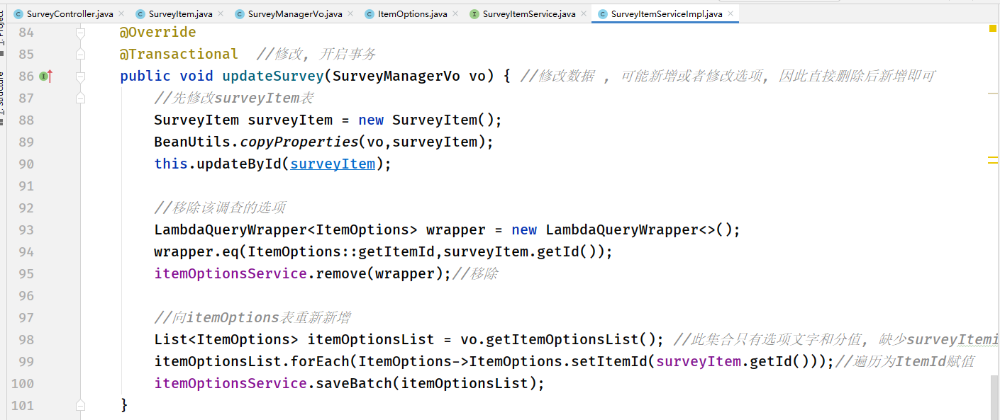 Project
SurveyController.java SurveyItem.java SurveyManagerVo.java ItemOptions.java SurveyItemService.java SurveyItemServiceImpl.java
Z: Structure
84 @Override
85 @Transactional //修改, 开启事务
86 public void updateSurvey(SurveyManagerVo vo) { //修改数据 , 可能新增或者修改选项, 因此直接删除后新增即可
87 //先修改surveyItem表
88 SurveyItem surveyItem = new SurveyItem();
89 BeanUtils.copyProperties(vo,surveyItem);
90 this.updateById(surveyItem);
91
92 //移除该调查的选项
93 LambdaQueryWrapper<ItemOptions> wrapper = new LambdaQueryWrapper<>();
94 wrapper.eq(ItemOptions::getItemId,surveyItem.getId());
95 itemOptionsService.remove(wrapper);//移除
96
97 //向itemOptions表重新新增
98 List<ItemOptions> itemOptionsList = vo.getItemOptionsList(); //此集合只有选项文字和分值, 缺少surveyItemi
99 itemOptionsList.forEach(ItemOptions->ItemOptions.setItemId(surveyItem.getId()));//遍历为ItemId赋值
100 itemOptionsService.saveBatch(itemOptionsList);
101 }